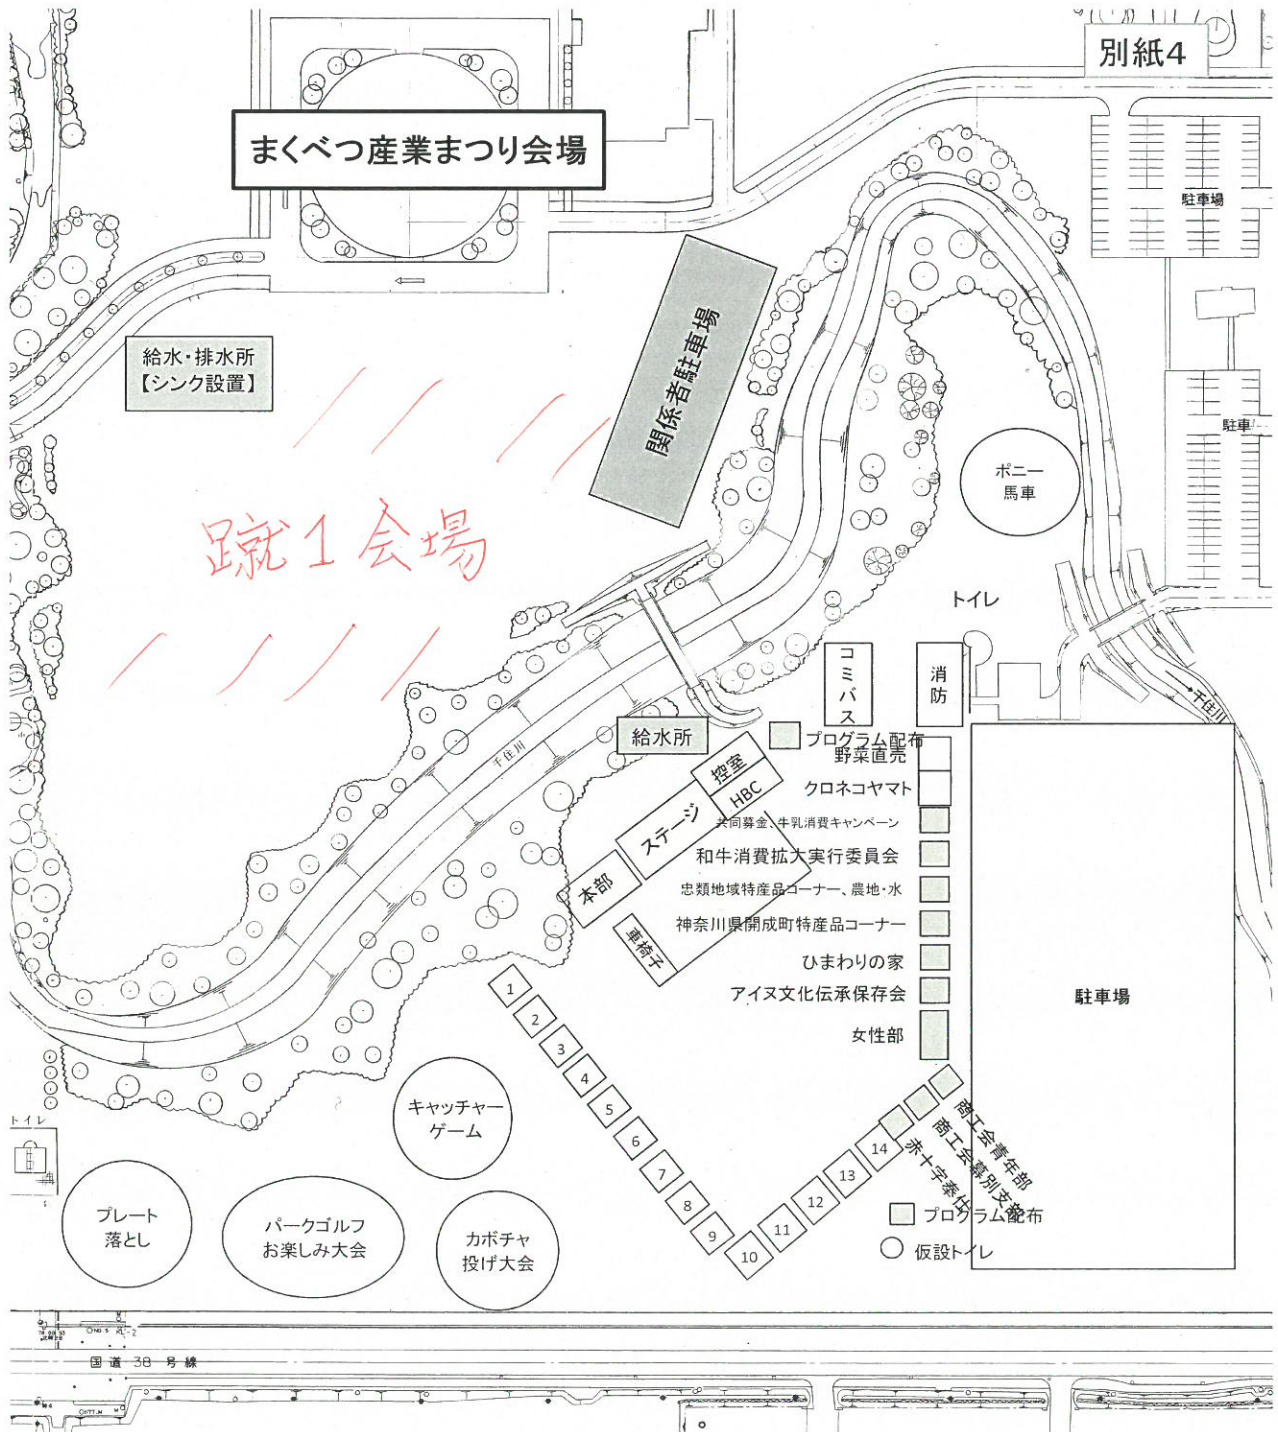 別紙4
まくべつ産業まつり会場
駐車場
関係者駐車場
給水・排水所
【シンク設置】
駐車
ポニー
馬車
蹴1会場
トイレ
コミバス
消防
千住川
給水所
プログラム配布
野菜直売
千住川
控室
HBC
クロネコヤマト
ステージ
共同募金、牛乳消費キャンペーン
和牛消費拡大実行委員会
本部
忠類地域特産品コーナー、農地・水
神奈川県開成町特産品コーナー
車椅子
ひまわりの家
アイヌ文化伝承保存会
駐車場
女性部
1
2
3
4
5
6
7
8
9
10
11
12
13
14
商工会青年部
商工会幕別支部
赤十字奉仕
キャッチャー
ゲーム
トイレ
プレート
落とし
パークゴルフ
お楽しみ大会
カボチャ
投げ大会
プログラム配布
仮設トイレ
国道 38 号線